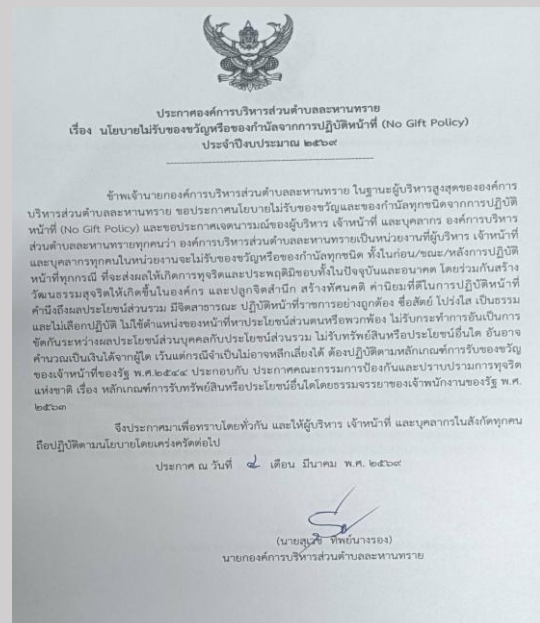 ประกาศองค์การบริหารส่วนตำบลละหานทราย
เรื่อง นโยบายไม่รับของขวัญหรือของกำนัลจากการปฏิบัติหน้าที่ (No Gift Policy)
ประจำปีงบประมาณ ๒๕๖๙
ข้าพเจ้านายกองค์การบริหารส่วนตำบลละหานทราย ในฐานะผู้บริหารสูงสุดขององค์การ
บริหารส่วนตำบลละหานทราย ขอประกาศนโยบายไม่รับของขวัญและของกำนัลทุกชนิดจากการปฏิบัติ
หน้าที่ (No Gift Policy) และขอประกาศเจตนารมณ์ของผู้บริหาร เจ้าหน้าที่ และบุคลากร องค์การบริหาร
ส่วนตำบลละหานทรายทุกคนว่า องค์การบริหารส่วนตำบลละหานทรายเป็นหน่วยงานที่ผู้บริหาร เจ้าหน้าที่
และบุคลากรทุกคนในหน่วยงานจะไม่รับของขวัญหรือของกำนัลทุกชนิด ทั้งในก่อน/ขณะ/หลังการปฏิบัติ
หน้าที่ทุกกรณี ที่จะส่งผลให้เกิดการทุจริตและประพฤติมิชอบทั้งในปัจจุบันและอนาคต โดยร่วมกันสร้าง
วัฒนธรรมสุจริตให้เกิดขึ้นในองค์กร และปลูกจิตสำนึก สร้างทัศนคติ ค่านิยมที่ดีในการปฏิบัติหน้าที่
คำนึงถึงผลประโยชน์ส่วนรวม มีจิตสาธารณะ ปฏิบัติหน้าที่ราชการอย่างถูกต้อง ซื่อสัตย์ โปร่งใส เป็นธรรม
และไม่เลือกปฏิบัติ ไม่ใช้ตำแหน่งของหน้าที่หาประโยชน์ส่วนตนหรือพวกพ้อง ไม่รับกระทำการอันเป็นการ
ขัดกันระหว่างผลประโยชน์ส่วนบุคคลกับประโยชน์ส่วนรวม ไม่รับทรัพย์สินหรือประโยชน์อื่นใด อันอาจ
คำนวณเป็นเงินได้จากผู้ใด เว้นแต่กรณีจำเป็นไม่อาจหลีกเลี่ยงได้ ต้องปฏิบัติตามหลักเกณฑ์การรับของขวัญ
ของเจ้าหน้าที่ของรัฐ พ.ศ.๒๕๔๔ ประกอบกับ ประกาศคณะกรรมการป้องกันและปราบปรามการทุจริต
แห่งชาติ เรื่อง หลักเกณฑ์การรับทรัพย์สินหรือประโยชน์อื่นใดโดยธรรมจรรยาของเจ้าพนักงานของรัฐ พ.ศ.
๒๕๖๓
จึงประกาศมาเพื่อทราบโดยทั่วกัน และให้ผู้บริหาร เจ้าหน้าที่ และบุคลากรในสังกัดทุกคน
ถือปฏิบัติตามนโยบายโดยเคร่งครัดต่อไป
ประกาศ ณ วันที่ ๔ เดือน มีนาคม พ.ศ. ๒๕๖๙
(นายสุเวช ทิพย์นางรอง)
นายกองค์การบริหารส่วนตำบลละหานทราย